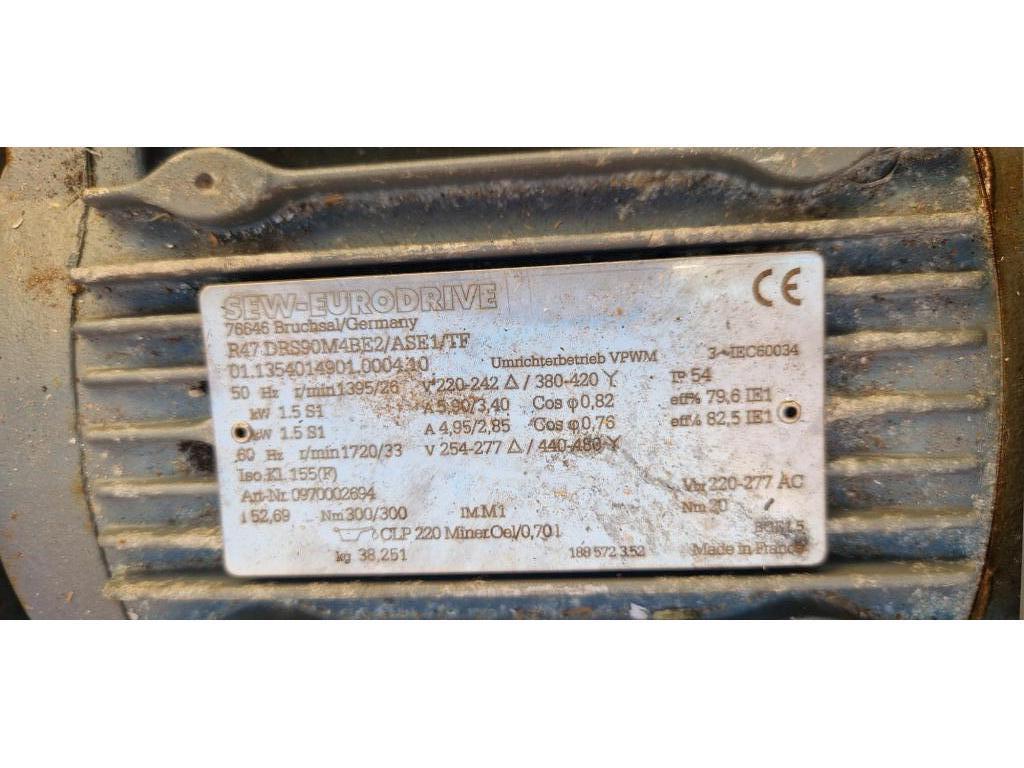 SEW-EURODRIVE CE
76646 Bruchsal/Germany
R47 DRS90M4BE2/ASE1/TF
01.1354014901.0004.10 Umrichterbetrieb VPWM 3~IEC60034
50 Hz r/min 1395/26 V 220-242 Δ / 380-420 Y IP 54
kW 1.5 S1 A 5,90/3,40 Cos φ 0,82 eff% 79,6 IE1
kW 1.5 S1 A 4,95/2,85 Cos φ 0,76 eff% 82,5 IE1
60 Hz r/min 1720/33 V 254-277 Δ / 440-480 Y
Iso.Kl. 155(F) Vbr 220-277 AC
Art-Nr. 0970002694 Nm 20
i 52,69 Nm 300/300 IM M1
CLP 220 Miner.Oel/0,70 l
kg 38,251 188 572 3.52 Made in France